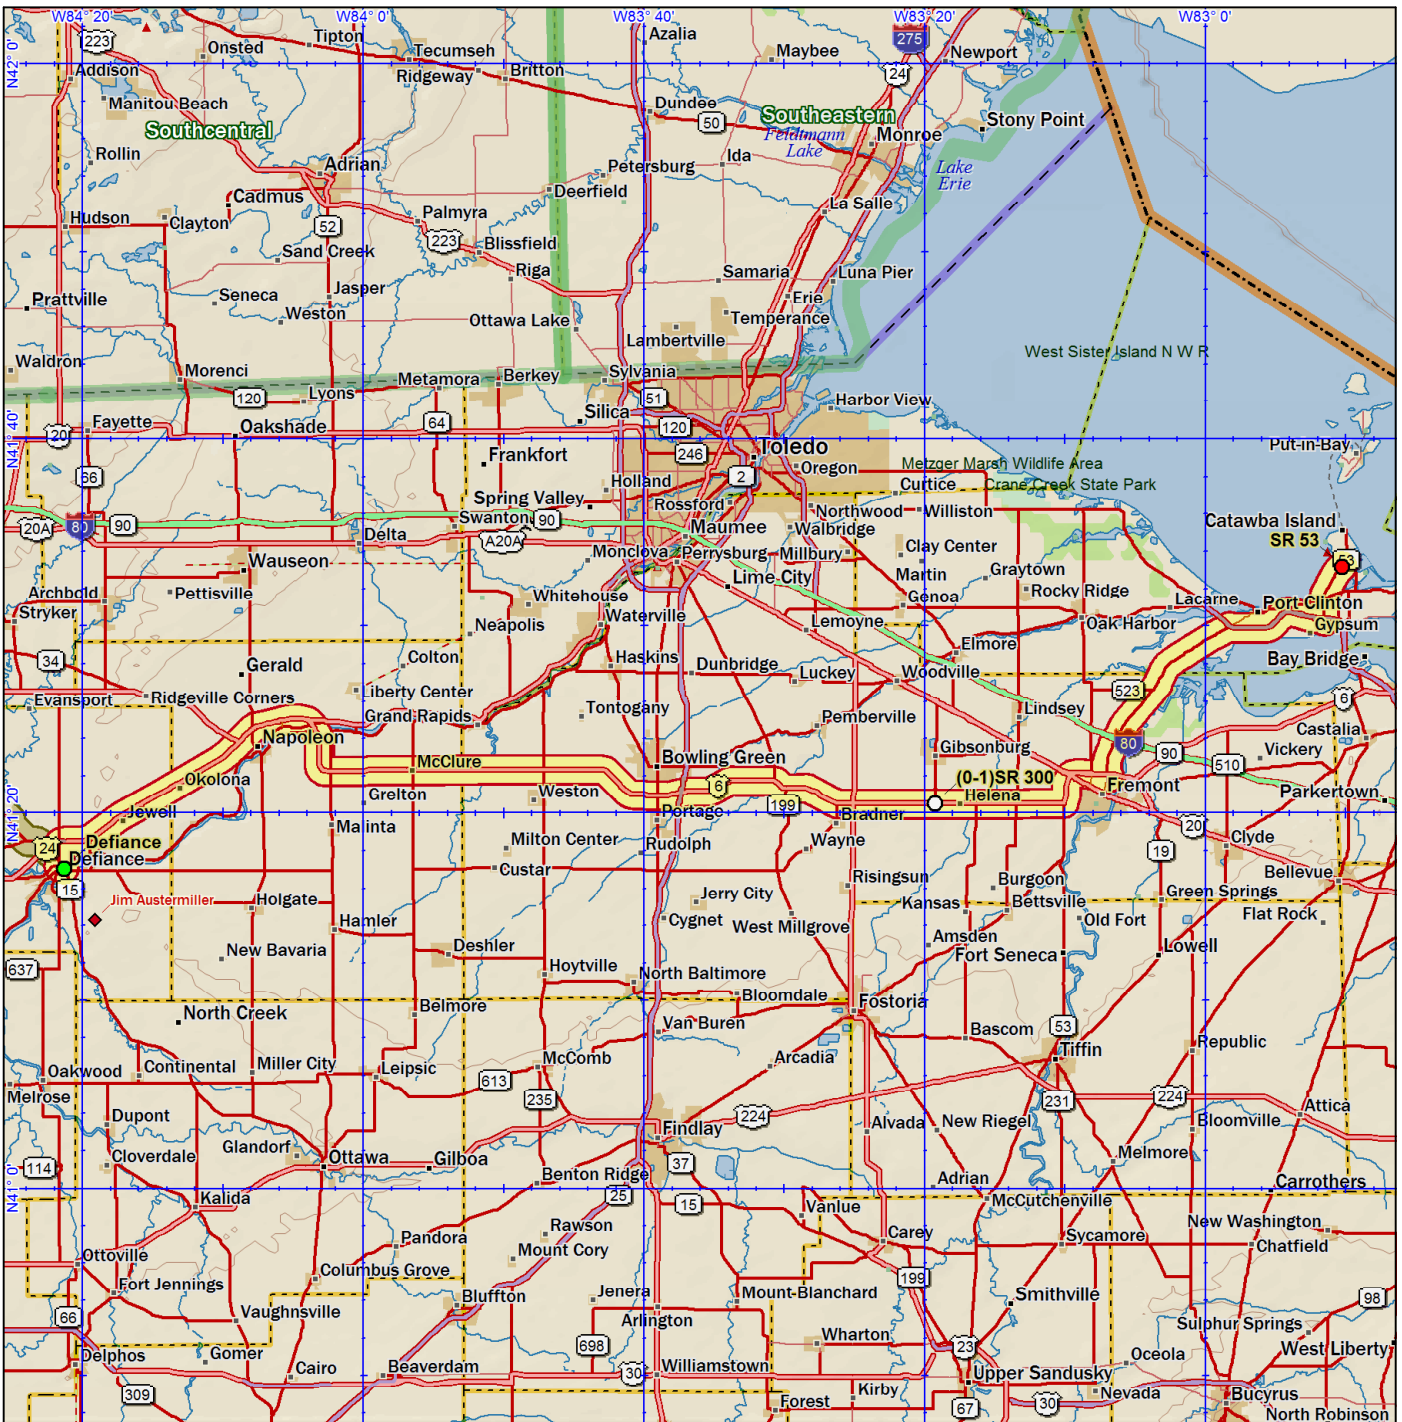 W84° 20'
W84° 0'
W83° 40'
W83° 20'
W83° 0'
223
Onsted
Tipton
Tecumseh
Azalia
Maybee
275
Newport
N42° 0'
Addison
Ridgeway
Britton
24
Manitou Beach
Dundee
50
Southeastern
Stony Point
Southcentral
Feldmann
Lake
Monroe
Rollin
Adrian
Petersburg
Ida
Lake
Erie
Cadmus
Deerfield
La Salle
Hudson
Clayton
52
Palmyra
223
Blissfield
Sand Creek
Riga
Samaria
Luna Pier
Prattville
Seneca
Jasper
Erie
Weston
Ottawa Lake
Temperance
Lambertville
West Sister Island N W R
Waldron
Morenci
Metamora
Berkey
Sylvania
120
Lyons
51
Harbor View
Fayette
Oakshade
64
Silica
120
N41° 40'
20
Toledo
Put-in-Bay
Frankfort
246
Oregon
Metzger Marsh Wildlife Area
66
Holland
2
Curtice
Crane Creek State Park
Spring Valley
Rossford
Northwood
Williston
20A
80
90
Swanton
90
Maumee
Walbridge
Catawba Island
SR 53
Delta
A20A
Monclova
Perrysburg
Millbury
Clay Center
53
Wauseon
Lime City
Martin
Graytown
Archbold
Pettisville
Whitehouse
Genoa
Rocky Ridge
Lacarne
Port Clinton
Stryker
Waterville
Lemoyne
Oak Harbor
Gypsum
Neapolis
Elmore
34
Gerald
Colton
Haskins
Dunbridge
Luckey
Woodville
Bay Bridge
Evansport
Ridgeville Corners
Liberty Center
523
6
Grand Rapids
Tontogany
Pemberville
Lindsey
Castalia
Napoleon
Gibsonburg
80
90
Vickery
McClure
Bowling Green
510
Okolona
6
(0-1)SR 300
Fremont
Grelton
Weston
199
Helena
Parkertown
N41° 20'
Jewell
Portage
Bradner
20
Malinta
Milton Center
Rudolph
Wayne
Clyde
24
Defiance
Defiance
19
Custar
Risingsun
Burgoon
Bellevue
15
Jim Austermiller
Holgate
Jerry City
Kansas
Bettsville
Green Springs
Hamler
Cygnet
West Millgrove
Old Fort
Flat Rock
New Bavaria
Deshler
Amsden
Lowell
637
Hoytville
North Baltimore
Fort Seneca
Belmore
Bloomdale
Fostoria
North Creek
Van Buren
Bascom
53
Tiffin
Republic
Oakwood
Continental
Miller City
Leipsic
McComb
Arcadia
Melrose
613
235
231
224
Attica
Dupont
224
Alvada
New Riegel
Bloomville
Glandorf
Findlay
Cloverdale
Ottawa
Gilboa
37
Melmore
114
Benton Ridge
N41° 0'
Kalida
25
15
Adrian
Carrothers
McCutchenville
Vanlue
Rawson
New Washington
Ottoville
Pandora
Mount Cory
Carey
Sycamore
Chatfield
Fort Jennings
Columbus Grove
199
Vaughnsville
Bluffton
Jenera
Mount-Blanchard
Smithville
98
66
Arlington
Sulphur Springs
Delphos
Gomer
698
Wharton
23
West Liberty
Cairo
Beaverdam
30
Williamstown
Upper Sandusky
Oceola
309
Kirby
Nevada
Bucyrus
Forest
67
30
North Robinson